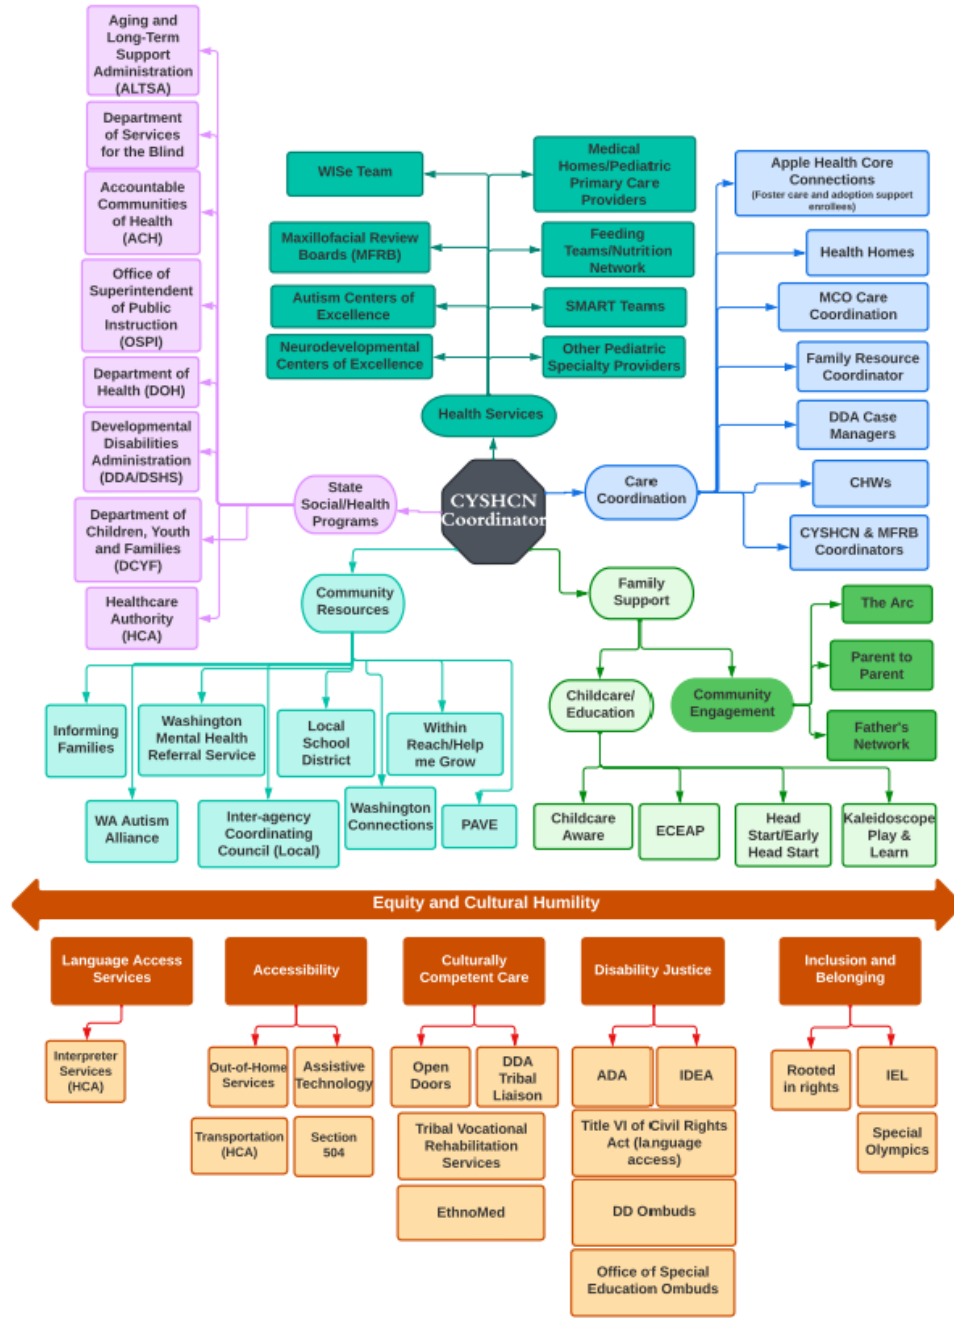 Aging and
Long-Term
Support
Administration
(ALTSA)
Department
of Services
for the Blind
Accountable
Communities
of Health
(ACH)
Office of
Superintendent
of Public
Instruction
(OSPI)
Department of
Health (DOH)
Developmental
Disabilities
Administration
(DDA/DSHS)
Department of
Children, Youth
and Families
(DCYF)
Healthcare
Authority
(HCA)
State
Social/Health
Programs
WISe Team
Maxillofacial Review
Boards (MFRB)
Autism Centers of
Excellence
Neurodevelopmental
Centers of Excellence
Medical
Homes/Pediatric
Primary Care
Providers
Feeding
Teams/Nutrition
Network
SMART Teams
Other Pediatric
Specialty Providers
Health Services
CYSHCN
Coordinator
Care
Coordination
Apple Health Core
Connections
(Foster care and adoption support
enrollees)
Health Homes
MCO Care
Coordination
Family Resource
Coordinator
DDA Case
Managers
CHWs
CYSHCN & MFRB
Coordinators
Community
Resources
Informing
Families
Washington
Mental Health
Referral Service
Local
School
District
Within
Reach/Help
me Grow
WA Autism
Alliance
Inter-agency
Coordinating
Council (Local)
Washington
Connections
PAVE
Family
Support
Childcare/
Education
Community
Engagement
The Arc
Parent to
Parent
Father's
Network
Childcare
Aware
ECEAP
Head
Start/Early
Head Start
Kaleidoscope
Play &
Learn
Equity and Cultural Humility
Language Access
Services
Interpreter
Services
(HCA)
Accessibility
Out-of-Home
Services
Assistive
Technology
Transportation
(HCA)
Section
504
Culturally
Competent Care
Open
Doors
DDA
Tribal
Liaison
Tribal Vocational
Rehabilitation
Services
EthnoMed
Disability Justice
ADA
IDEA
Title VI of Civil Rights
Act (language
access)
DD Ombuds
Office of Special
Education Ombuds
Inclusion and
Belonging
Rooted
in rights
IEL
Special
Olympics